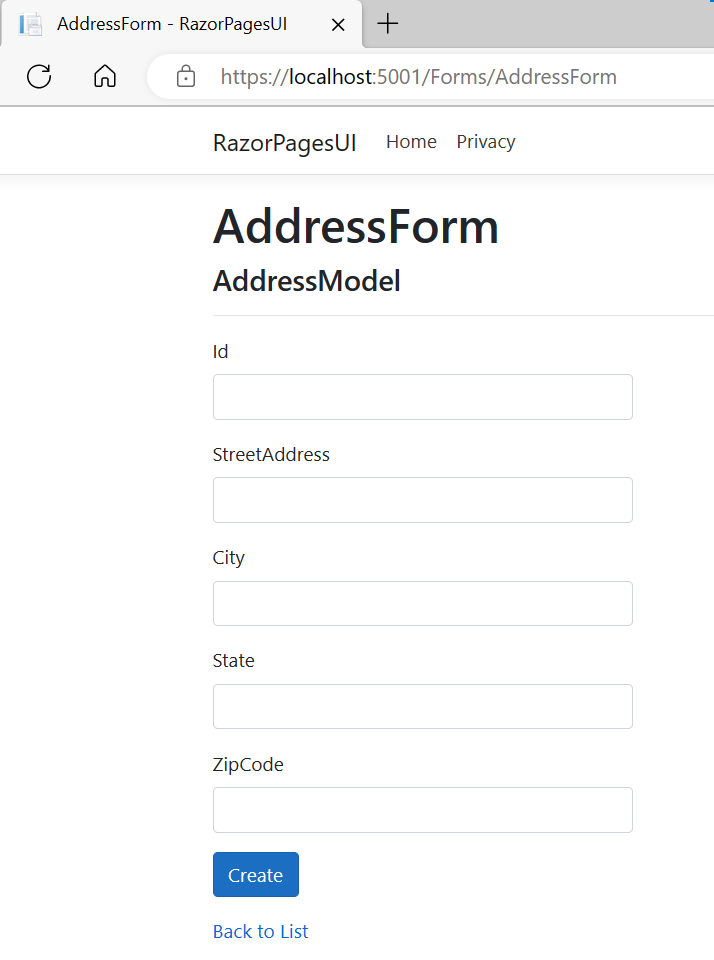 AddressForm - RazorPagesUI
https://localhost:5001/Forms/AddressForm
RazorPagesUI Home Privacy
AddressForm
AddressModel
Id
StreetAddress
City
State
ZipCode
Create
Back to List